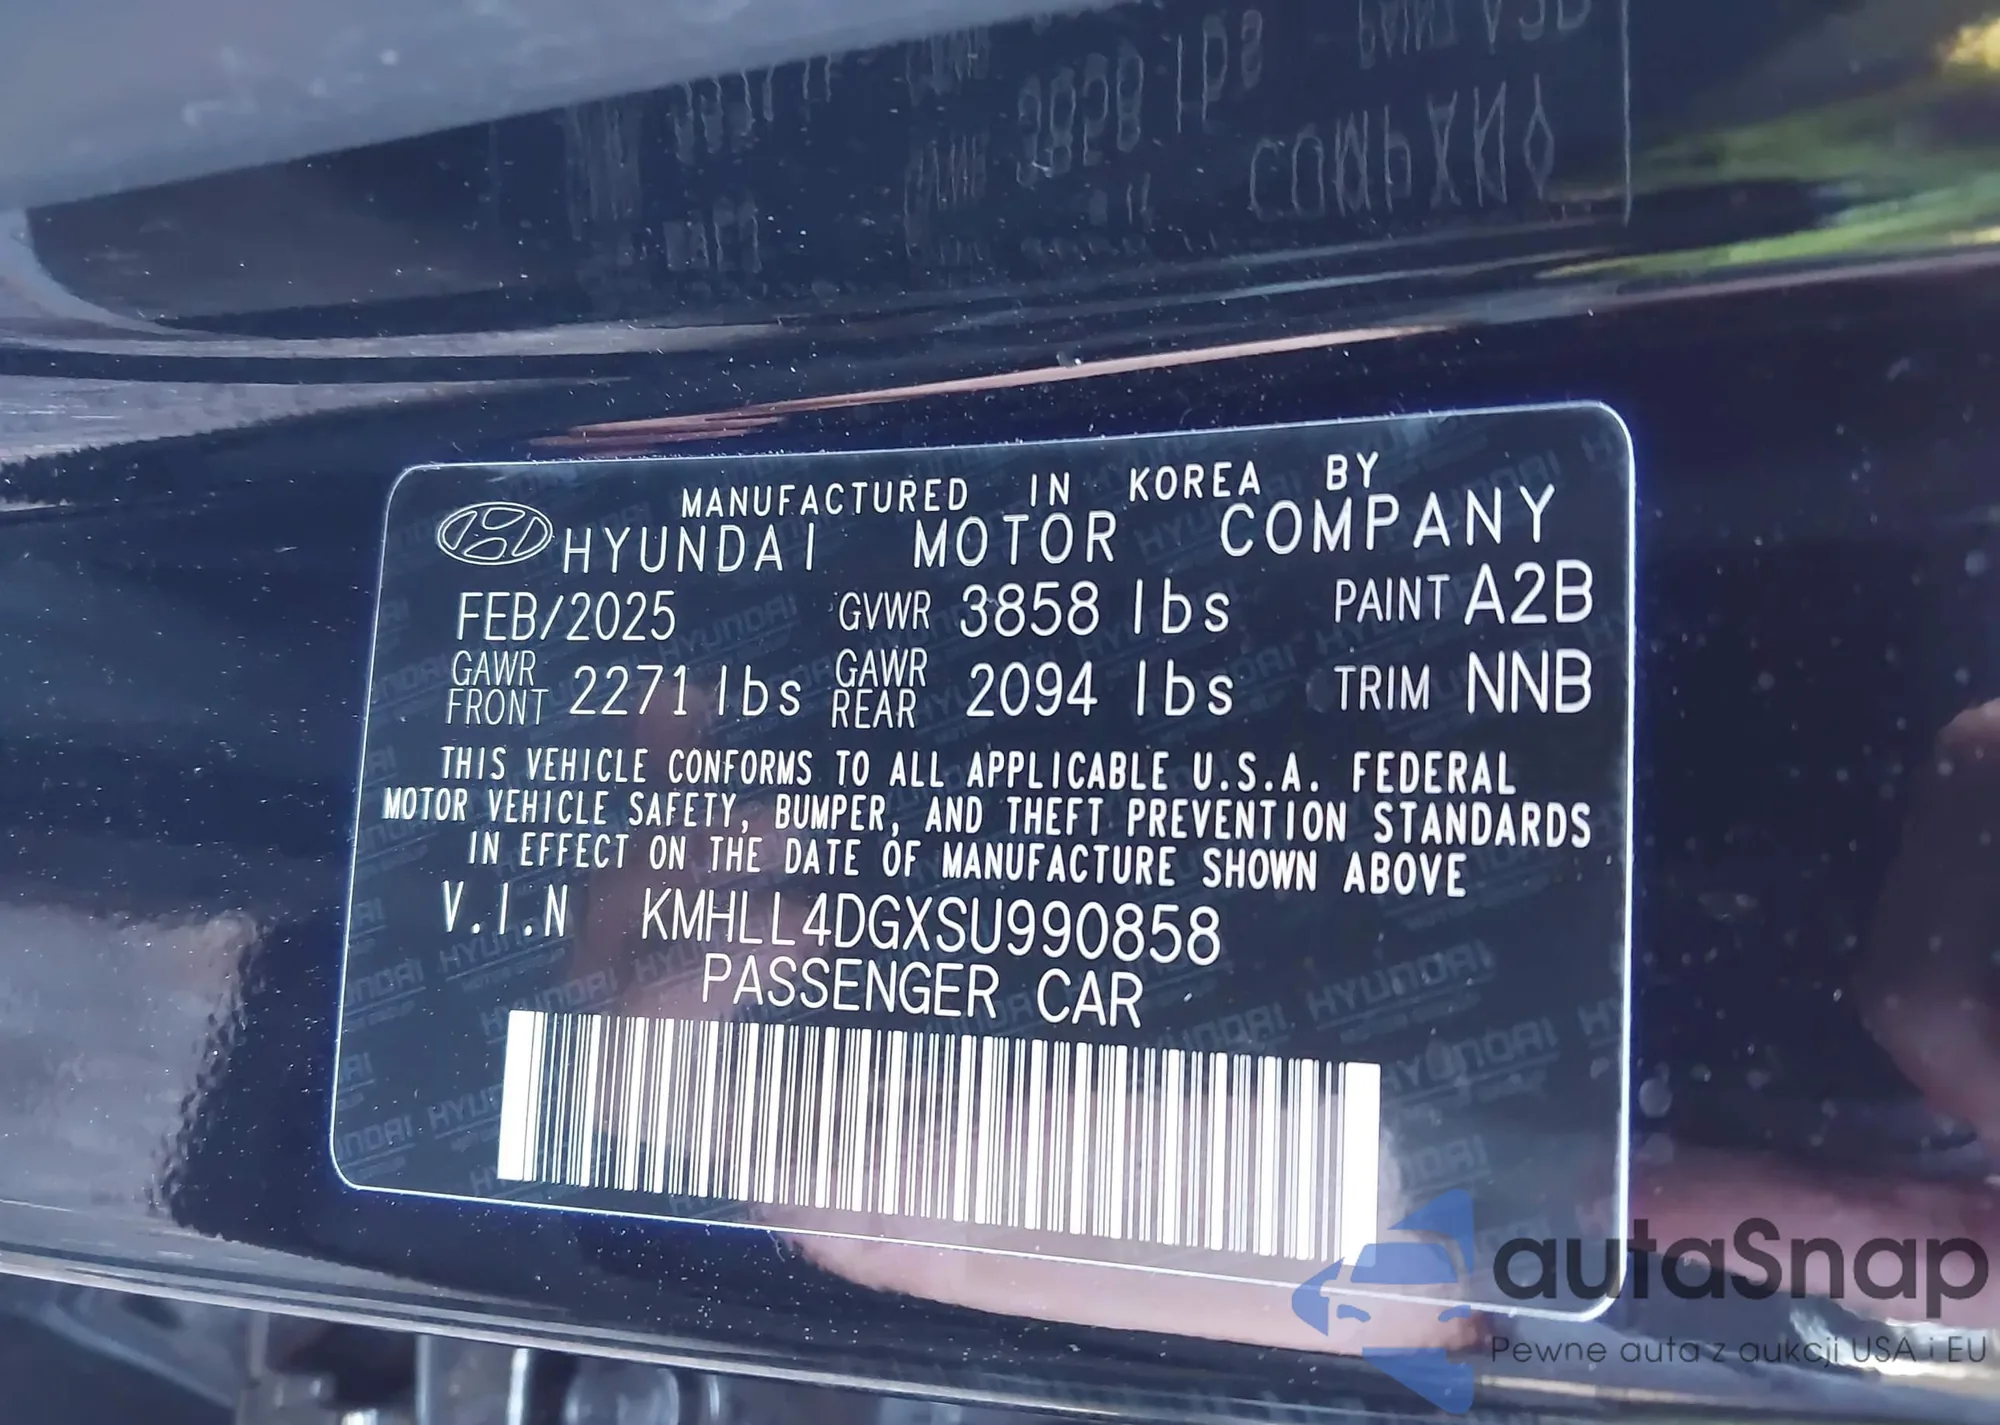 MANUFACTURED IN KOREA BY
HYUNDAI MOTOR COMPANY
FEB/2025 GVWR 3858 lbs PAINT A2B
GAWR FRONT 2271 lbs GAWR REAR 2094 lbs TRIM NNB
THIS VEHICLE CONFORMS TO ALL APPLICABLE U.S.A. FEDERAL
MOTOR VEHICLE SAFETY, BUMPER, AND THEFT PREVENTION STANDARDS
IN EFFECT ON THE DATE OF MANUFACTURE SHOWN ABOVE
V.I.N KMHLL4DGXSU990858
PASSENGER CAR
autaSnap
Pewne auta z aukcji USA i EU